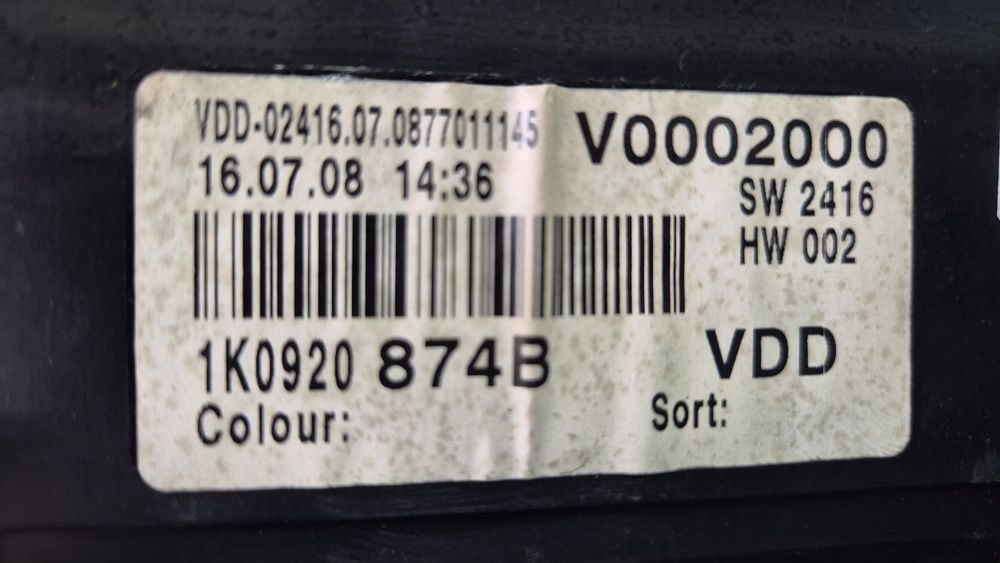 VDD-02416.07.0877011145
V0002000
16.07.08 14:36
SW 2416
HW 002
1K0920 874B
VDD
Colour:
Sort: